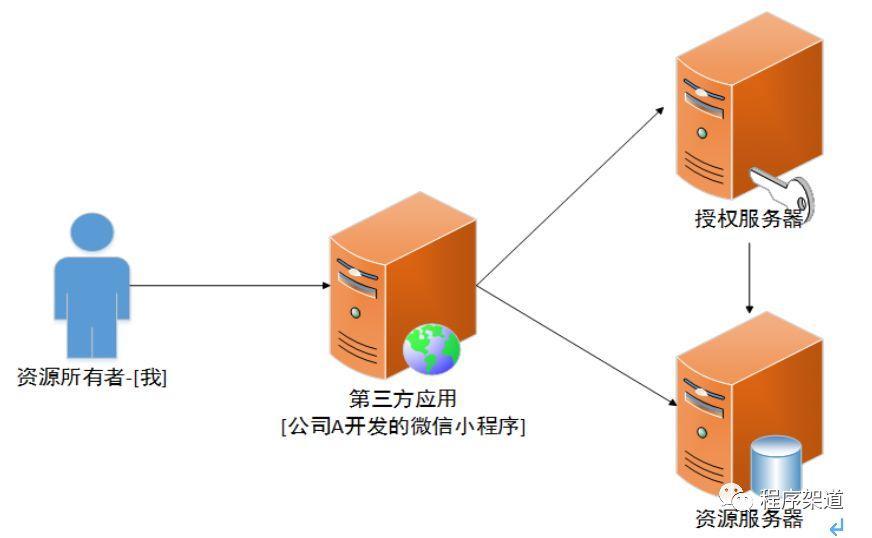 授权服务器
资源所有者-[我]
第三方应用
[公司A开发的微信小程序]
程序架道
资源服务器